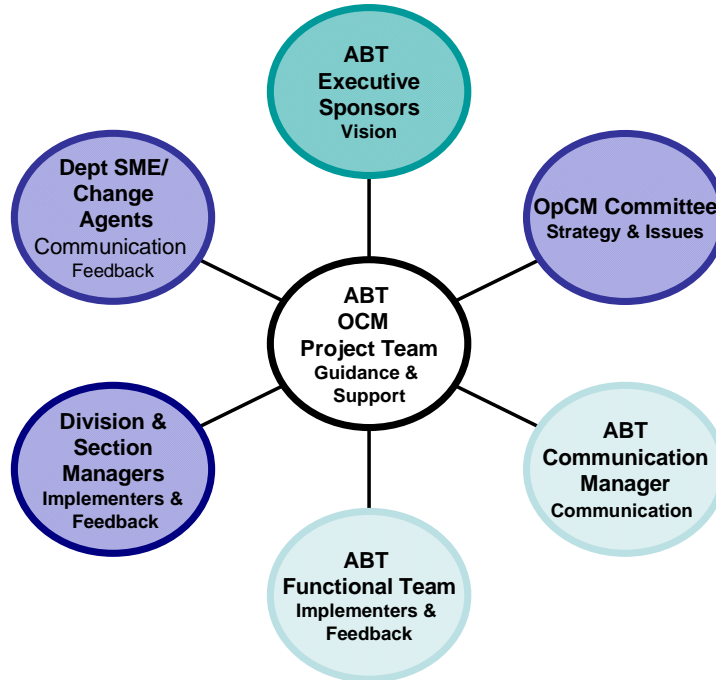 ABT
Executive
Sponsors
Vision
Dept SME/
Change
Agents
Communication
Feedback
OpCM Committee
Strategy & Issues
ABT
OCM
Project Team
Guidance &
Support
Division &
Section
Managers
Implementers &
Feedback
ABT
Communication
Manager
Communication
ABT
Functional Team
Implementers &
Feedback